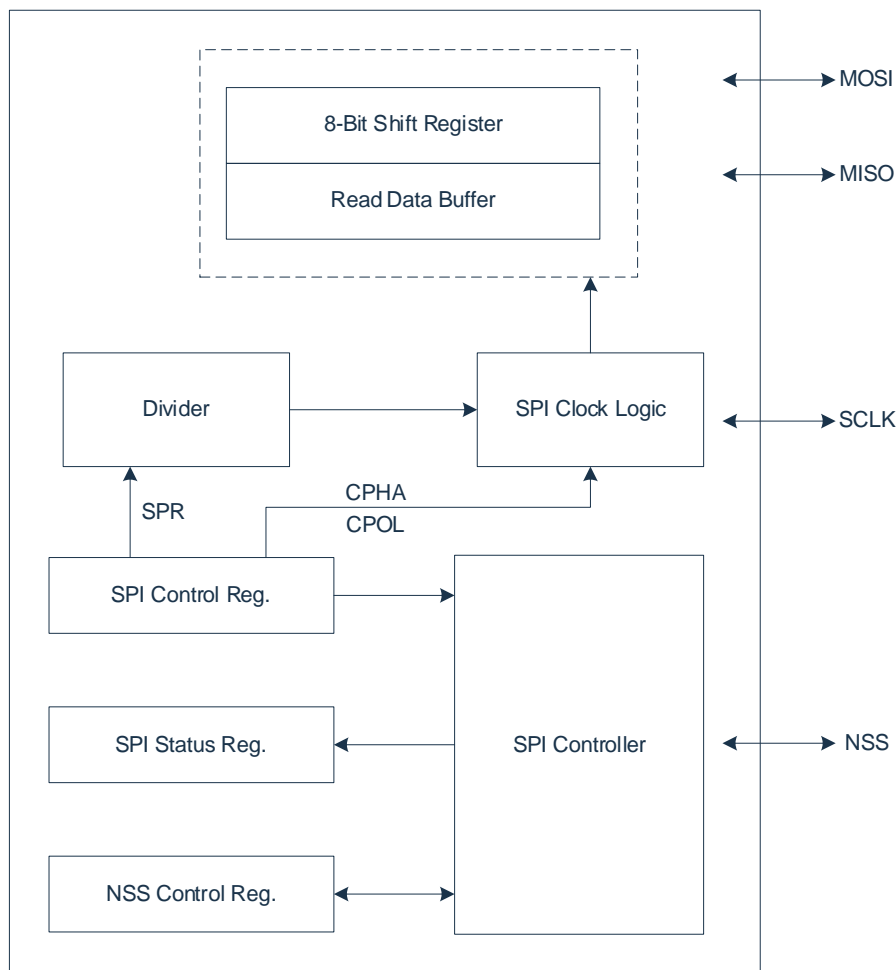 MOSI
8-Bit Shift Register
MISO
Read Data Buffer
Divider
SPI Clock Logic
SCLK
CPHA
SPR
CPOL
SPI Control Reg.
SPI Status Reg.
SPI Controller
NSS
NSS Control Reg.